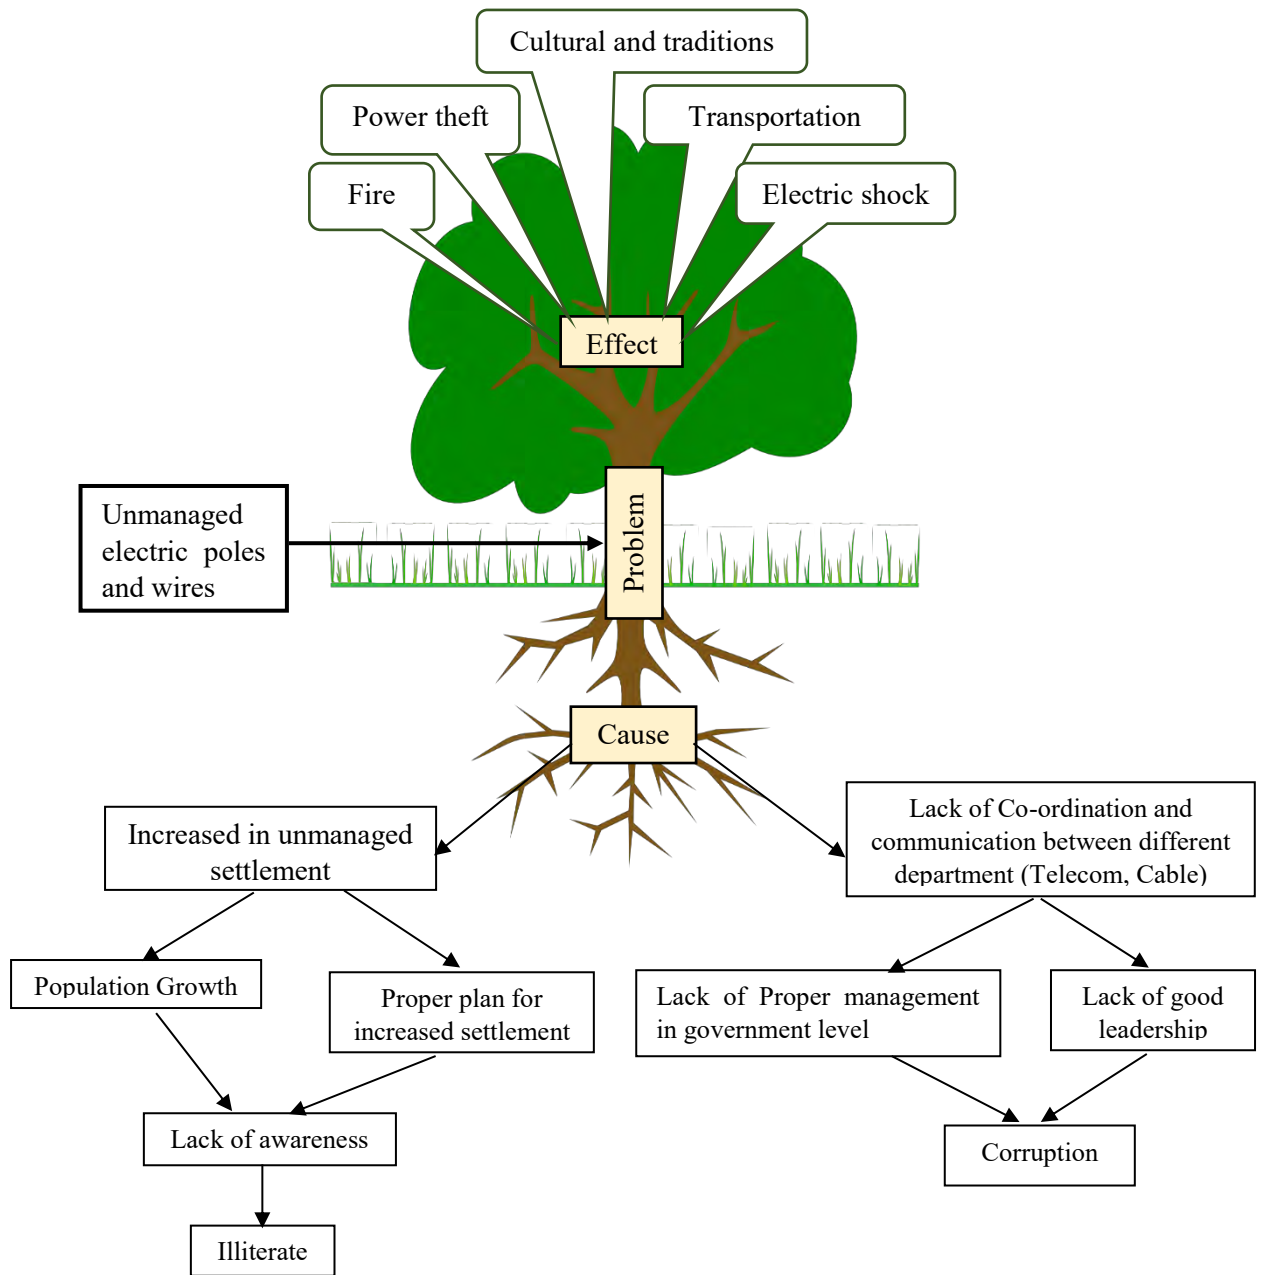 Cultural and traditions
Power theft
Transportation
Fire
Electric shock
Effect
Unmanaged
electric poles
and wires
Problem
Cause
Increased in unmanaged
settlement
Lack of Co-ordination and
communication between different
department (Telecom, Cable)
Population Growth
Proper plan for
increased settlement
Lack of Proper management
in government level
Lack of good
leadership
Lack of awareness
Corruption
Illiterate